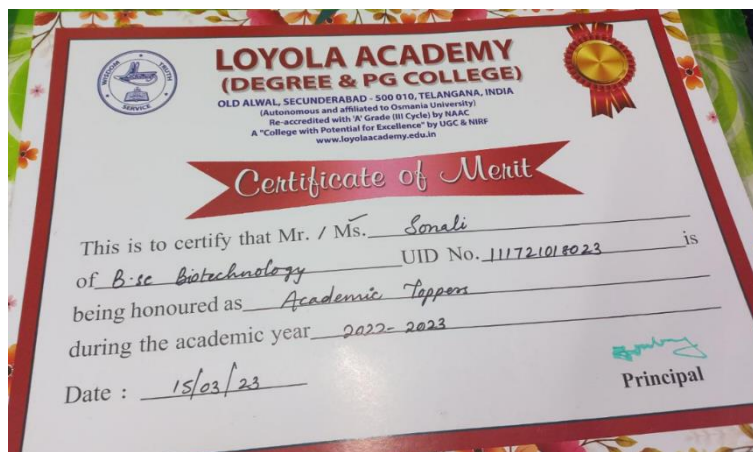 LOYOLA ACADEMY
(DEGREE & PG COLLEGE)
OLD ALWAL, SECUNDERABAD - 500 010, TELANGANA, INDIA
(Autonomous and affiliated to Osmania University)
Re-accredited with 'A' Grade (III Cycle) by NAAC
A "College with Potential for Excellence" by UGC & NIRF
www.loyolaacademy.edu.in
WISDOM TRUTH
SERVICE
Certificate of Merit
This is to certify that Mr. / Ms. Sonali
of B.sc Biotechnology UID No. 111721018023 is
being honoured as Academic Toppers
during the academic year 2022-2023
Date : 15/03/23
Principal